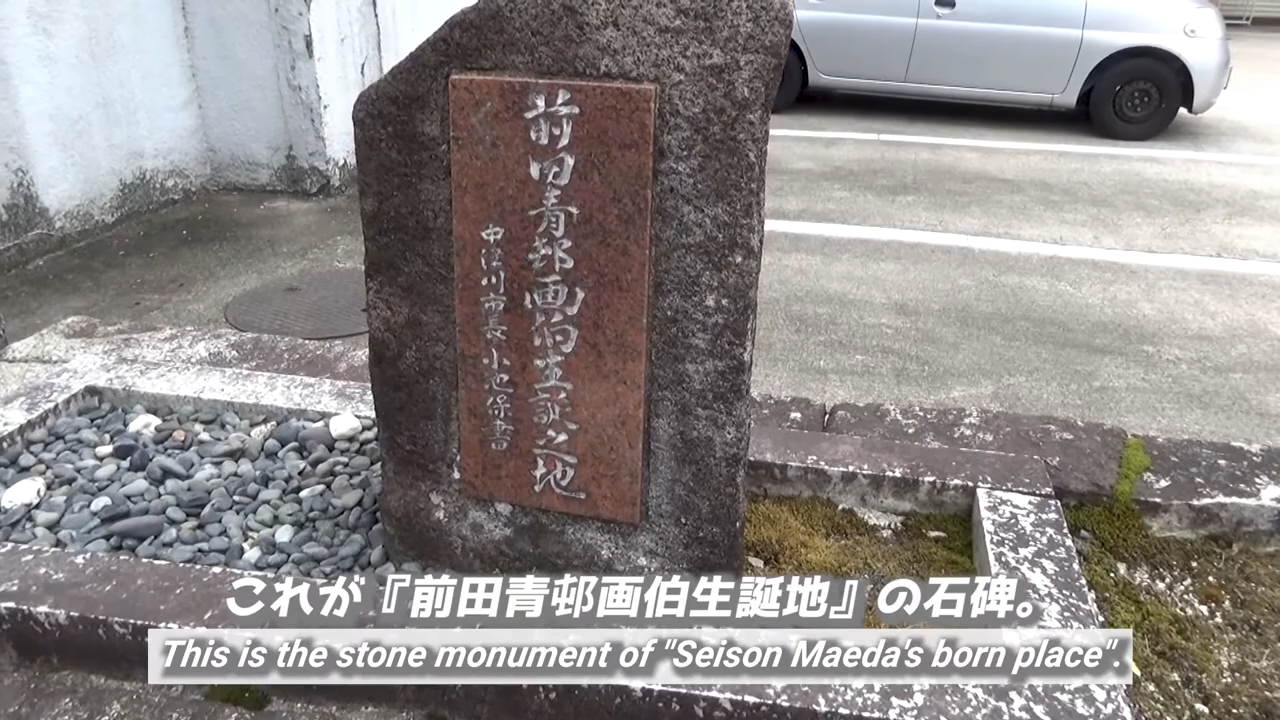 前田青邨画伯生誕之地
中津川市長 小池保書
これが『前田青邨画伯生誕地』の石碑。
This is the stone monument of "Seison Maeda's born place".